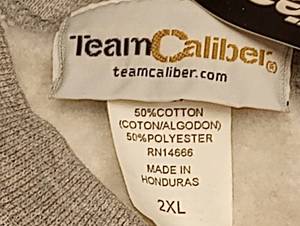 TeamCaliber®
teamcaliber.com
50%COTTON
(COTON/ALGODON)
50%POLYESTER
RN14666
MADE IN
HONDURAS
2XL